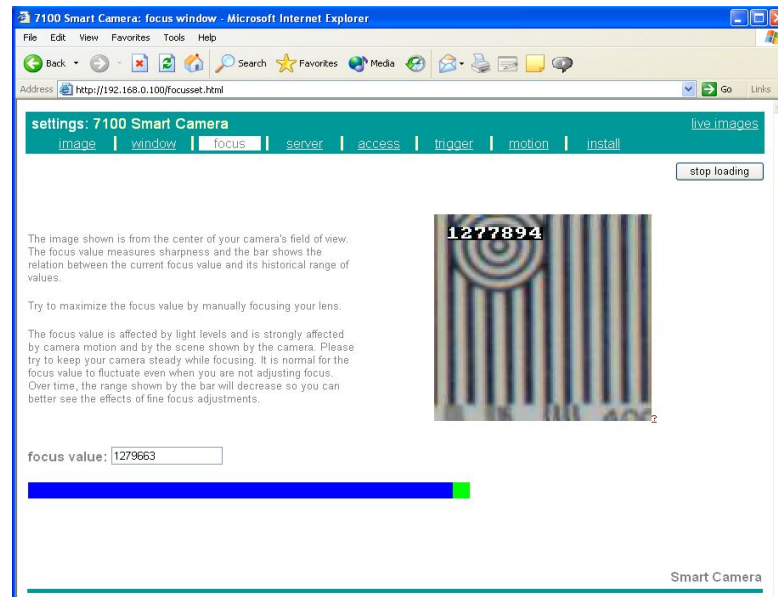 7100 Smart Camera: focus window - Microsoft Internet Explorer
File Edit View Favorites Tools Help
Back Search Favorites Media
Address http://192.168.0.100/focusset.html Go Links
settings: 7100 Smart Camera live images
image window focus server access trigger motion install
stop loading
1277894
The image shown is from the center of your camera's field of view.
The focus value measures sharpness and the bar shows the
relation between the current focus value and its historical range of
values.
Try to maximize the focus value by manually focusing your lens.
The focus value is affected by light levels and is strongly affected
by camera motion and by the scene shown by the camera. Please
try to keep your camera steady while focusing. It is normal for the
focus value to fluctuate even when you are not adjusting focus.
Over time, the range shown by the bar will decrease so you can
better see the effects of fine focus adjustments.
?
focus value: 1279663
Smart Camera